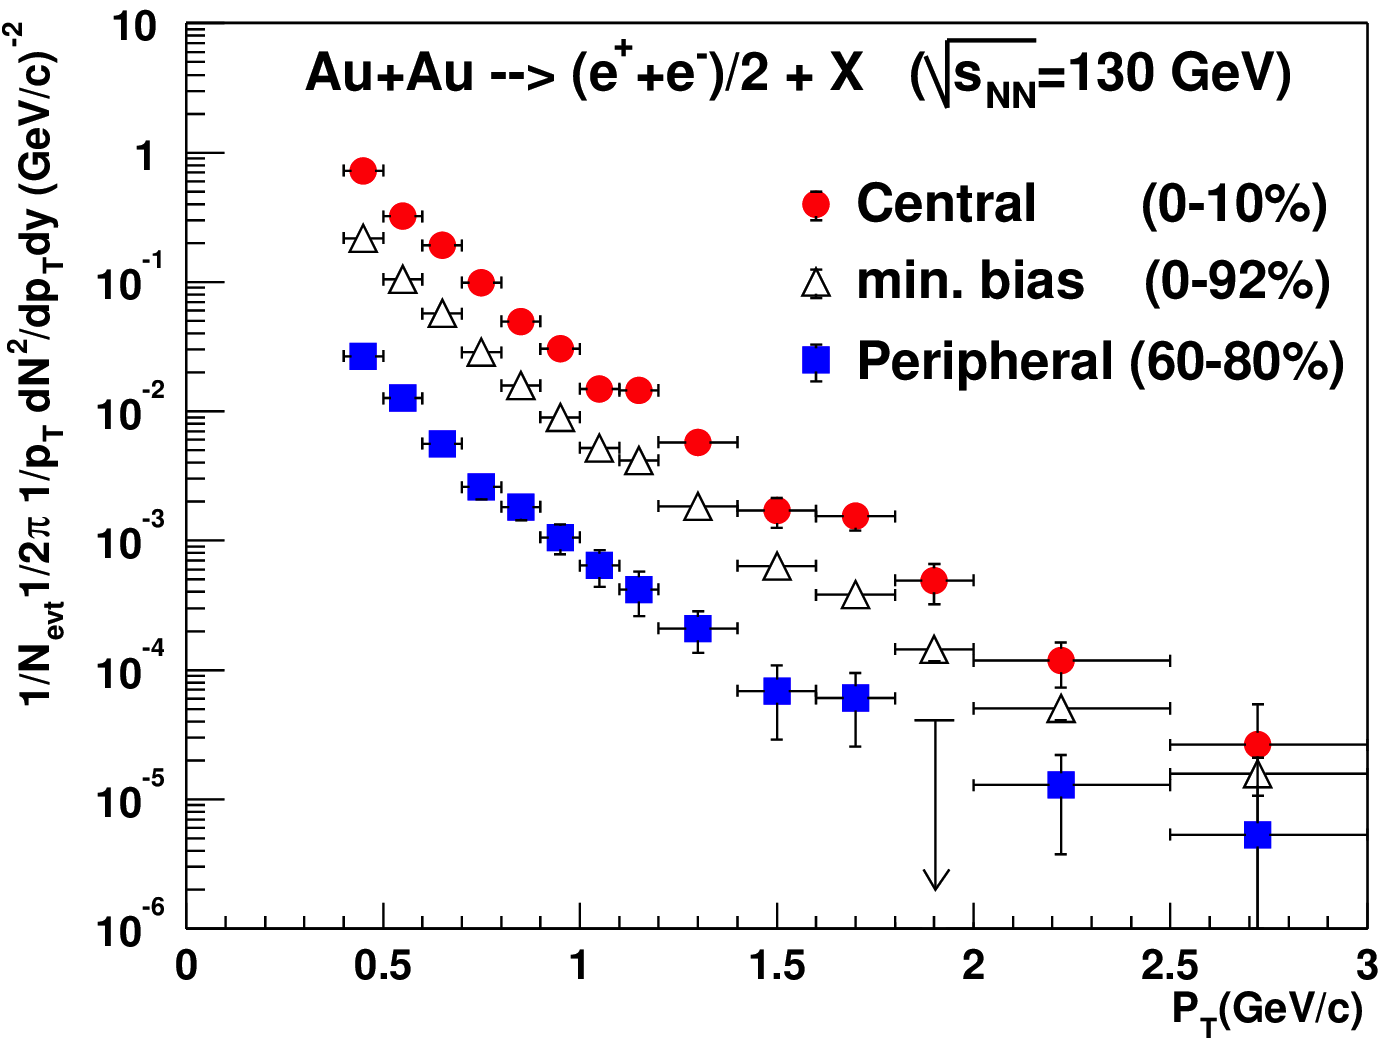 Au+Au --> (e⁺+e⁻)/2 + X (√s_NN=130 GeV)
Central (0-10%)
min. bias (0-92%)
Peripheral (60-80%)
1/N_evt 1/2π 1/p_T dN²/dp_Tdy (GeV/c)⁻²
10
1
10⁻¹
10⁻²
10⁻³
10⁻⁴
10⁻⁵
10⁻⁶
0 0.5 1 1.5 2 2.5 3
P_T(GeV/c)